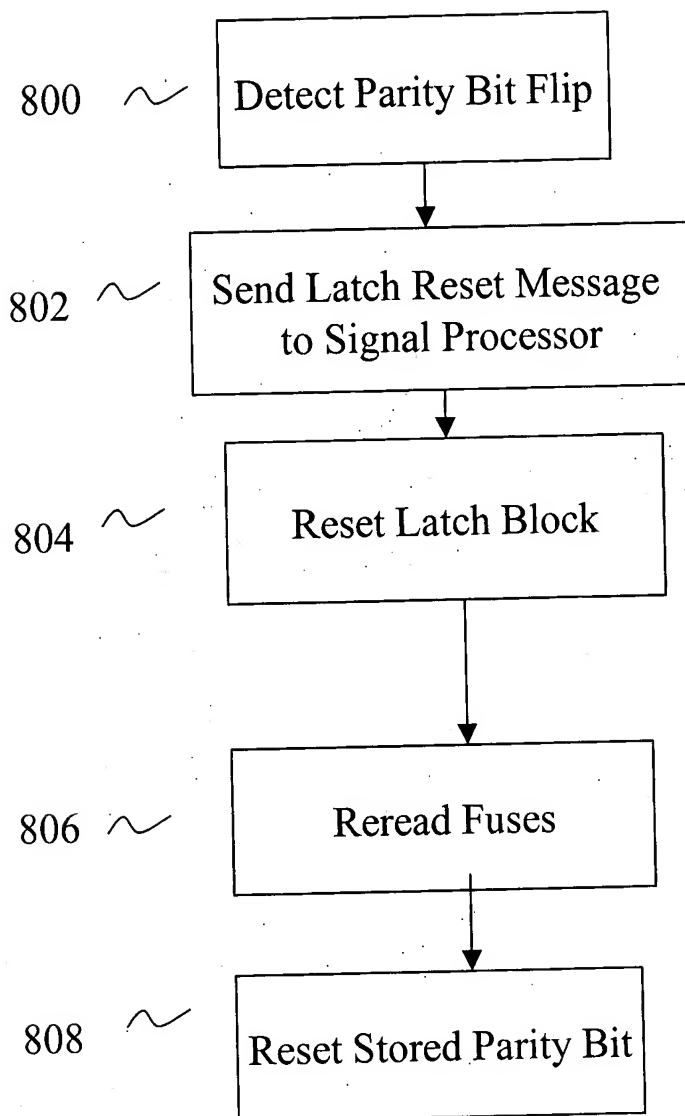 800
Detect Parity Bit Flip
802
Send Latch Reset Message
to Signal Processor
804
Reset Latch Block
806
Reread Fuses
808
Reset Stored Parity Bit